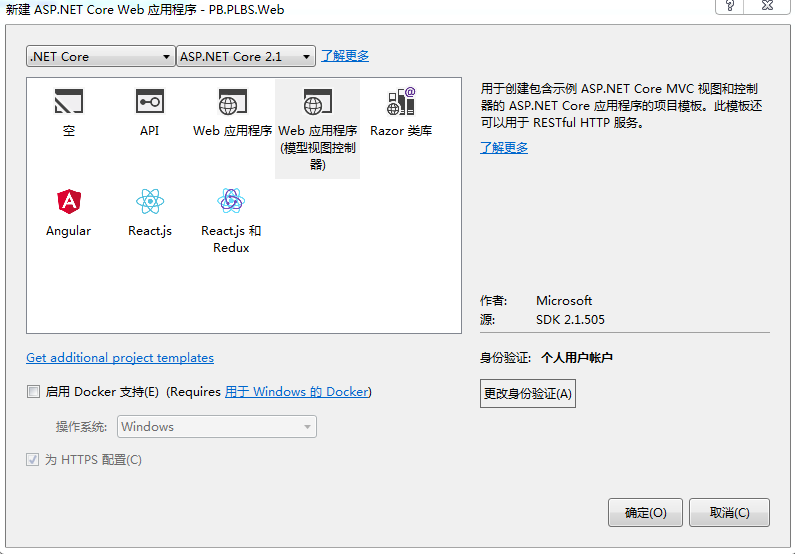 新建 ASP.NET Core Web 应用程序 - PB.PLBS.Web
?
.NET Core
ASP.NET Core 2.1
了解更多
空
API
Web 应用程序
Web 应用程序
(模型视图控制
器)
Razor 类库
Angular
React.js
React.js 和
Redux
用于创建包含示例 ASP.NET Core MVC 视图和控制
器的 ASP.NET Core 应用程序的项目模板。此模板还
可以用于 RESTful HTTP 服务。
了解更多
作者: Microsoft
源: SDK 2.1.505
Get additional project templates
身份验证: 个人用户帐户
更改身份验证(A)
启用 Docker 支持(E) (Requires 用于 Windows 的 Docker)
操作系统: Windows
为 HTTPS 配置(C)
确定(O)
取消(C)